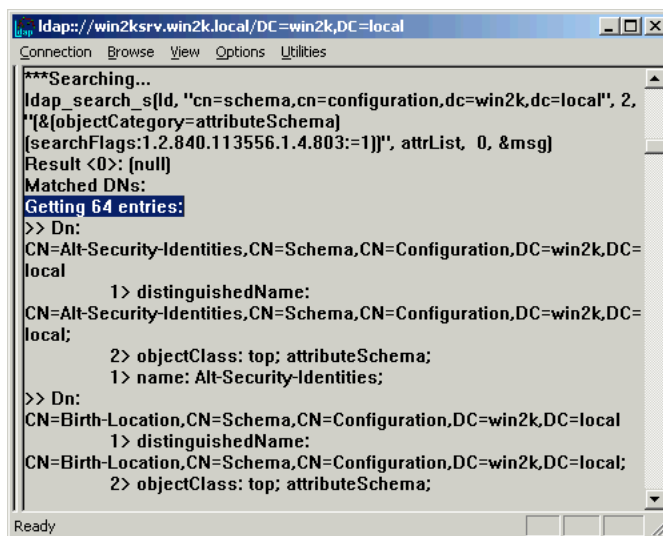 ldap://win2ksrv.win2k.local/DC=win2k,DC=local
Connection Browse View Options Utilities
***Searching...
ldap_search_s(ld, "cn=schema,cn=configuration,dc=win2k,dc=local", 2,
"(&(objectCategory=attributeSchema)
(searchFlags:1.2.840.113556.1.4.803:=1))", attrList, 0, &msg)
Result <0>: (null)
Matched DNs:
Getting 64 entries:
>> Dn:
CN=Alt-Security-Identities,CN=Schema,CN=Configuration,DC=win2k,DC=
local
1> distinguishedName:
CN=Alt-Security-Identities,CN=Schema,CN=Configuration,DC=win2k,DC=
local;
2> objectClass: top; attributeSchema;
1> name: Alt-Security-Identities;
>> Dn:
CN=Birth-Location,CN=Schema,CN=Configuration,DC=win2k,DC=local
1> distinguishedName:
CN=Birth-Location,CN=Schema,CN=Configuration,DC=win2k,DC=local;
2> objectClass: top; attributeSchema;
Ready